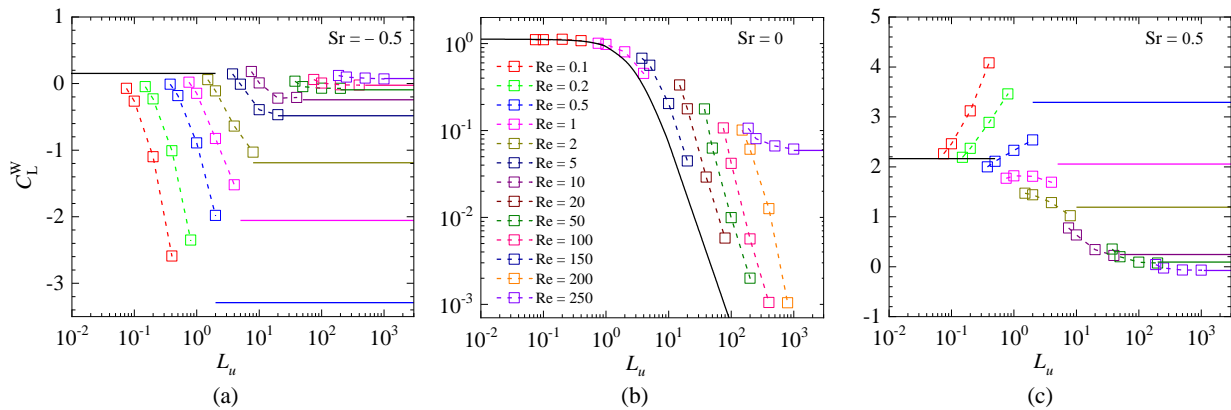 1
0
-1
-2
-3
C_L^W
Sr = − 0.5
10^-2 10^-1 10^0 10^1 10^2 10^3
L_u
(a)
10^0
10^-1
10^-2
10^-3
Sr = 0
Re = 0.1
Re = 0.2
Re = 0.5
Re = 1
Re = 2
Re = 5
Re = 10
Re = 20
Re = 50
Re = 100
Re = 150
Re = 200
Re = 250
10^-2 10^-1 10^0 10^1 10^2 10^3
L_u
(b)
5
4
3
2
1
0
-1
Sr = 0.5
10^-2 10^-1 10^0 10^1 10^2 10^3
L_u
(c)